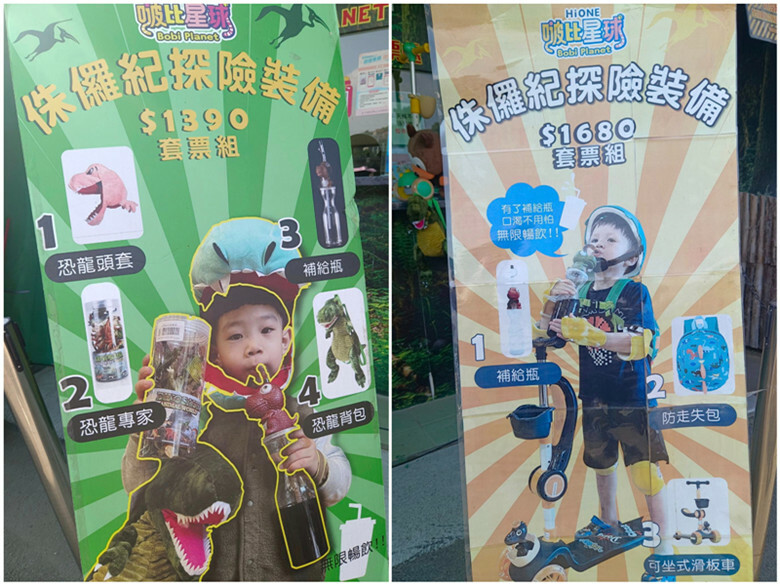 啵比星球
Bobi Planet
侏儸紀探險裝備
$1390
套票組
1
恐龍頭套
3
補給瓶
2
恐龍專家
4
恐龍背包
無限暢飲!!
NET
HiONE
啵比星球
Bobi Planet
侏儸紀探險裝備
$1680
套票組
有了補給瓶
口渴不用怕
無限暢飲!!
1
補給瓶
2
防走失包
3
可坐式滑板車